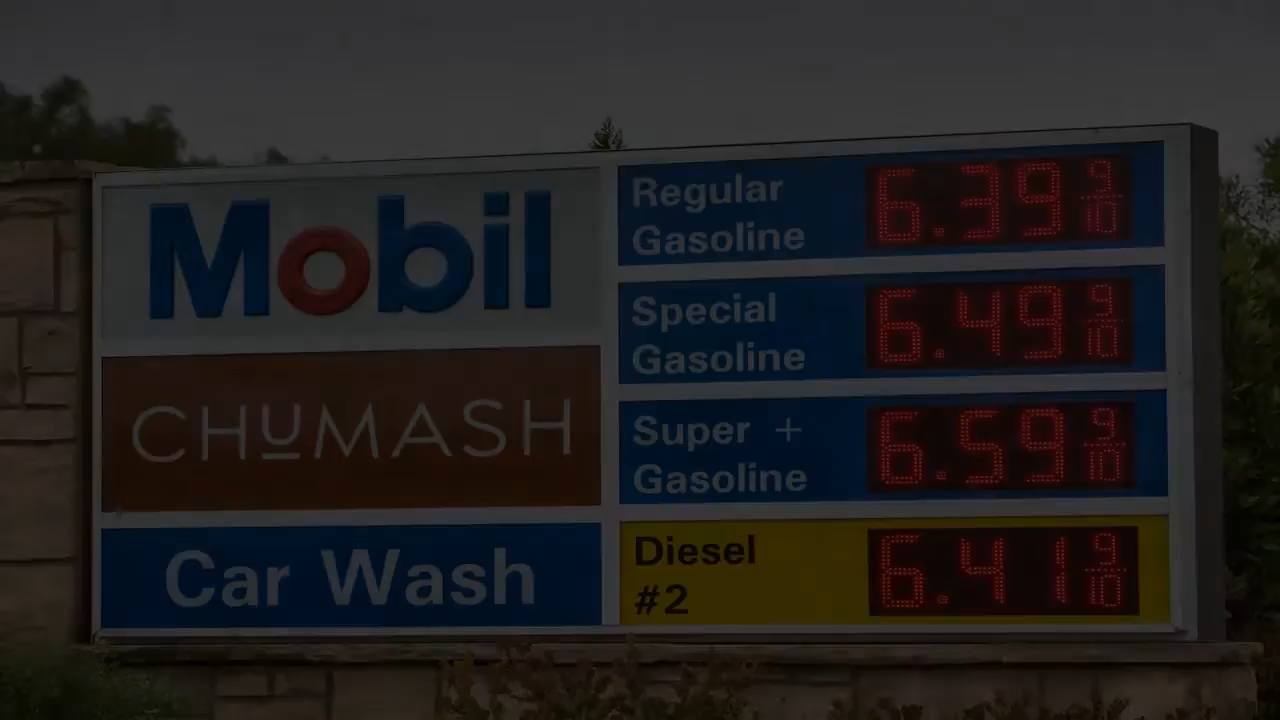 Mobil
CHUMASH
Car Wash
Regular
Gasoline
6.39 9/10
Special
Gasoline
6.49 9/10
Super +
Gasoline
6.59 9/10
Diesel
#2
6.41 9/10